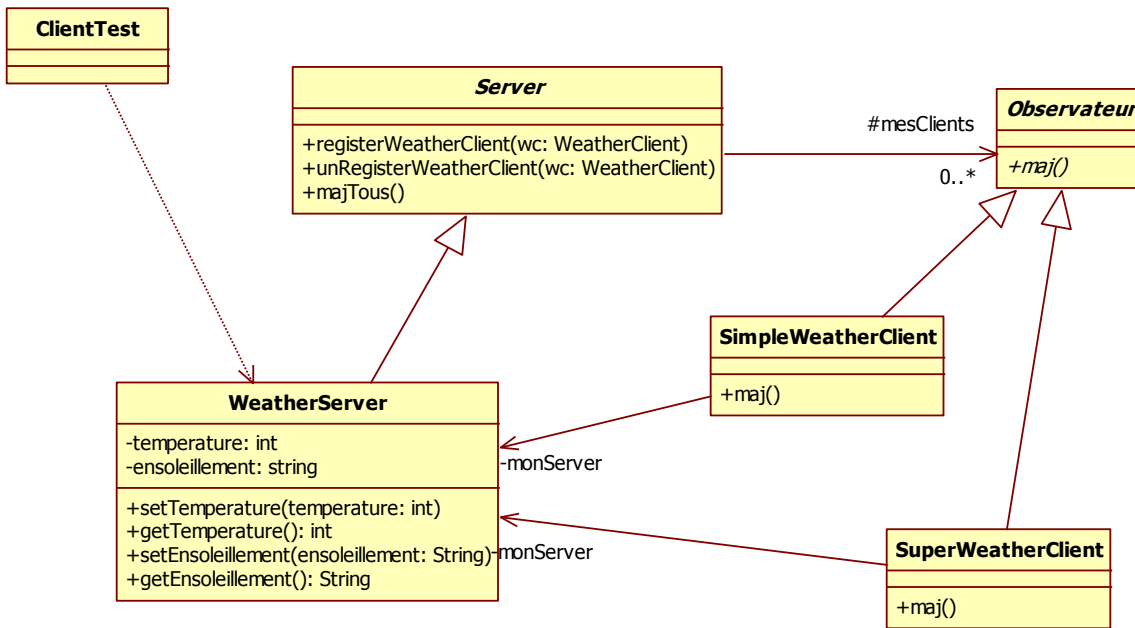 ClientTest
Server
+registerWeatherClient(wc: WeatherClient)
+unRegisterWeatherClient(wc: WeatherClient)
+majTous()
#mesClients
0..*
Observateur
+maj()
SimpleWeatherClient
+maj()
WeatherServer
-temperature: int
-ensoleillement: string
+setTemperature(temperature: int)
+getTemperature(): int
+setEnsoleillement(ensoleillement: String)
+getEnsoleillement(): String
-monServer
-monServer
SuperWeatherClient
+maj()